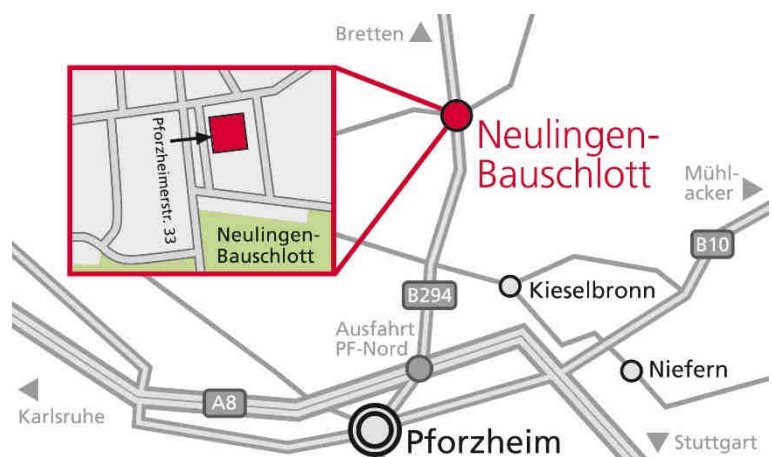 Bretten
Neulingen-
Bauschlott
Mühl-
acker
Pforzheimerstr. 33
Neulingen-
Bauschlott
B10
B294
Kieselbronn
Ausfahrt
PF-Nord
Niefern
A8
Karlsruhe
Pforzheim
Stuttgart